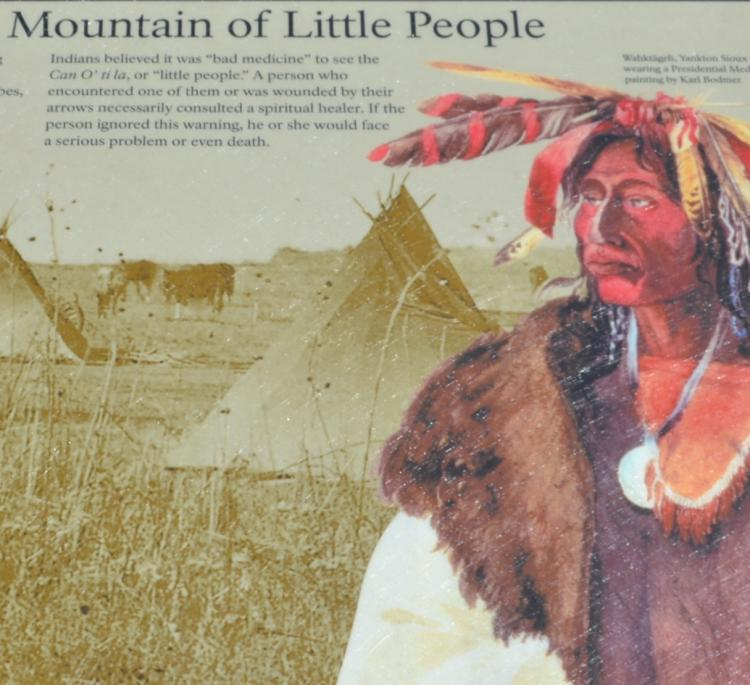 Mountain of Little People
Indians believed it was “bad medicine” to see the
Can O’ ti la, or “little people.” A person who
encountered one of them or was wounded by their
arrows necessarily consulted a spiritual healer. If the
person ignored this warning, he or she would face
a serious problem or even death.
Wahktägeli, Yankton Sioux
wearing a Presidential Med
painting by Karl Bodmer